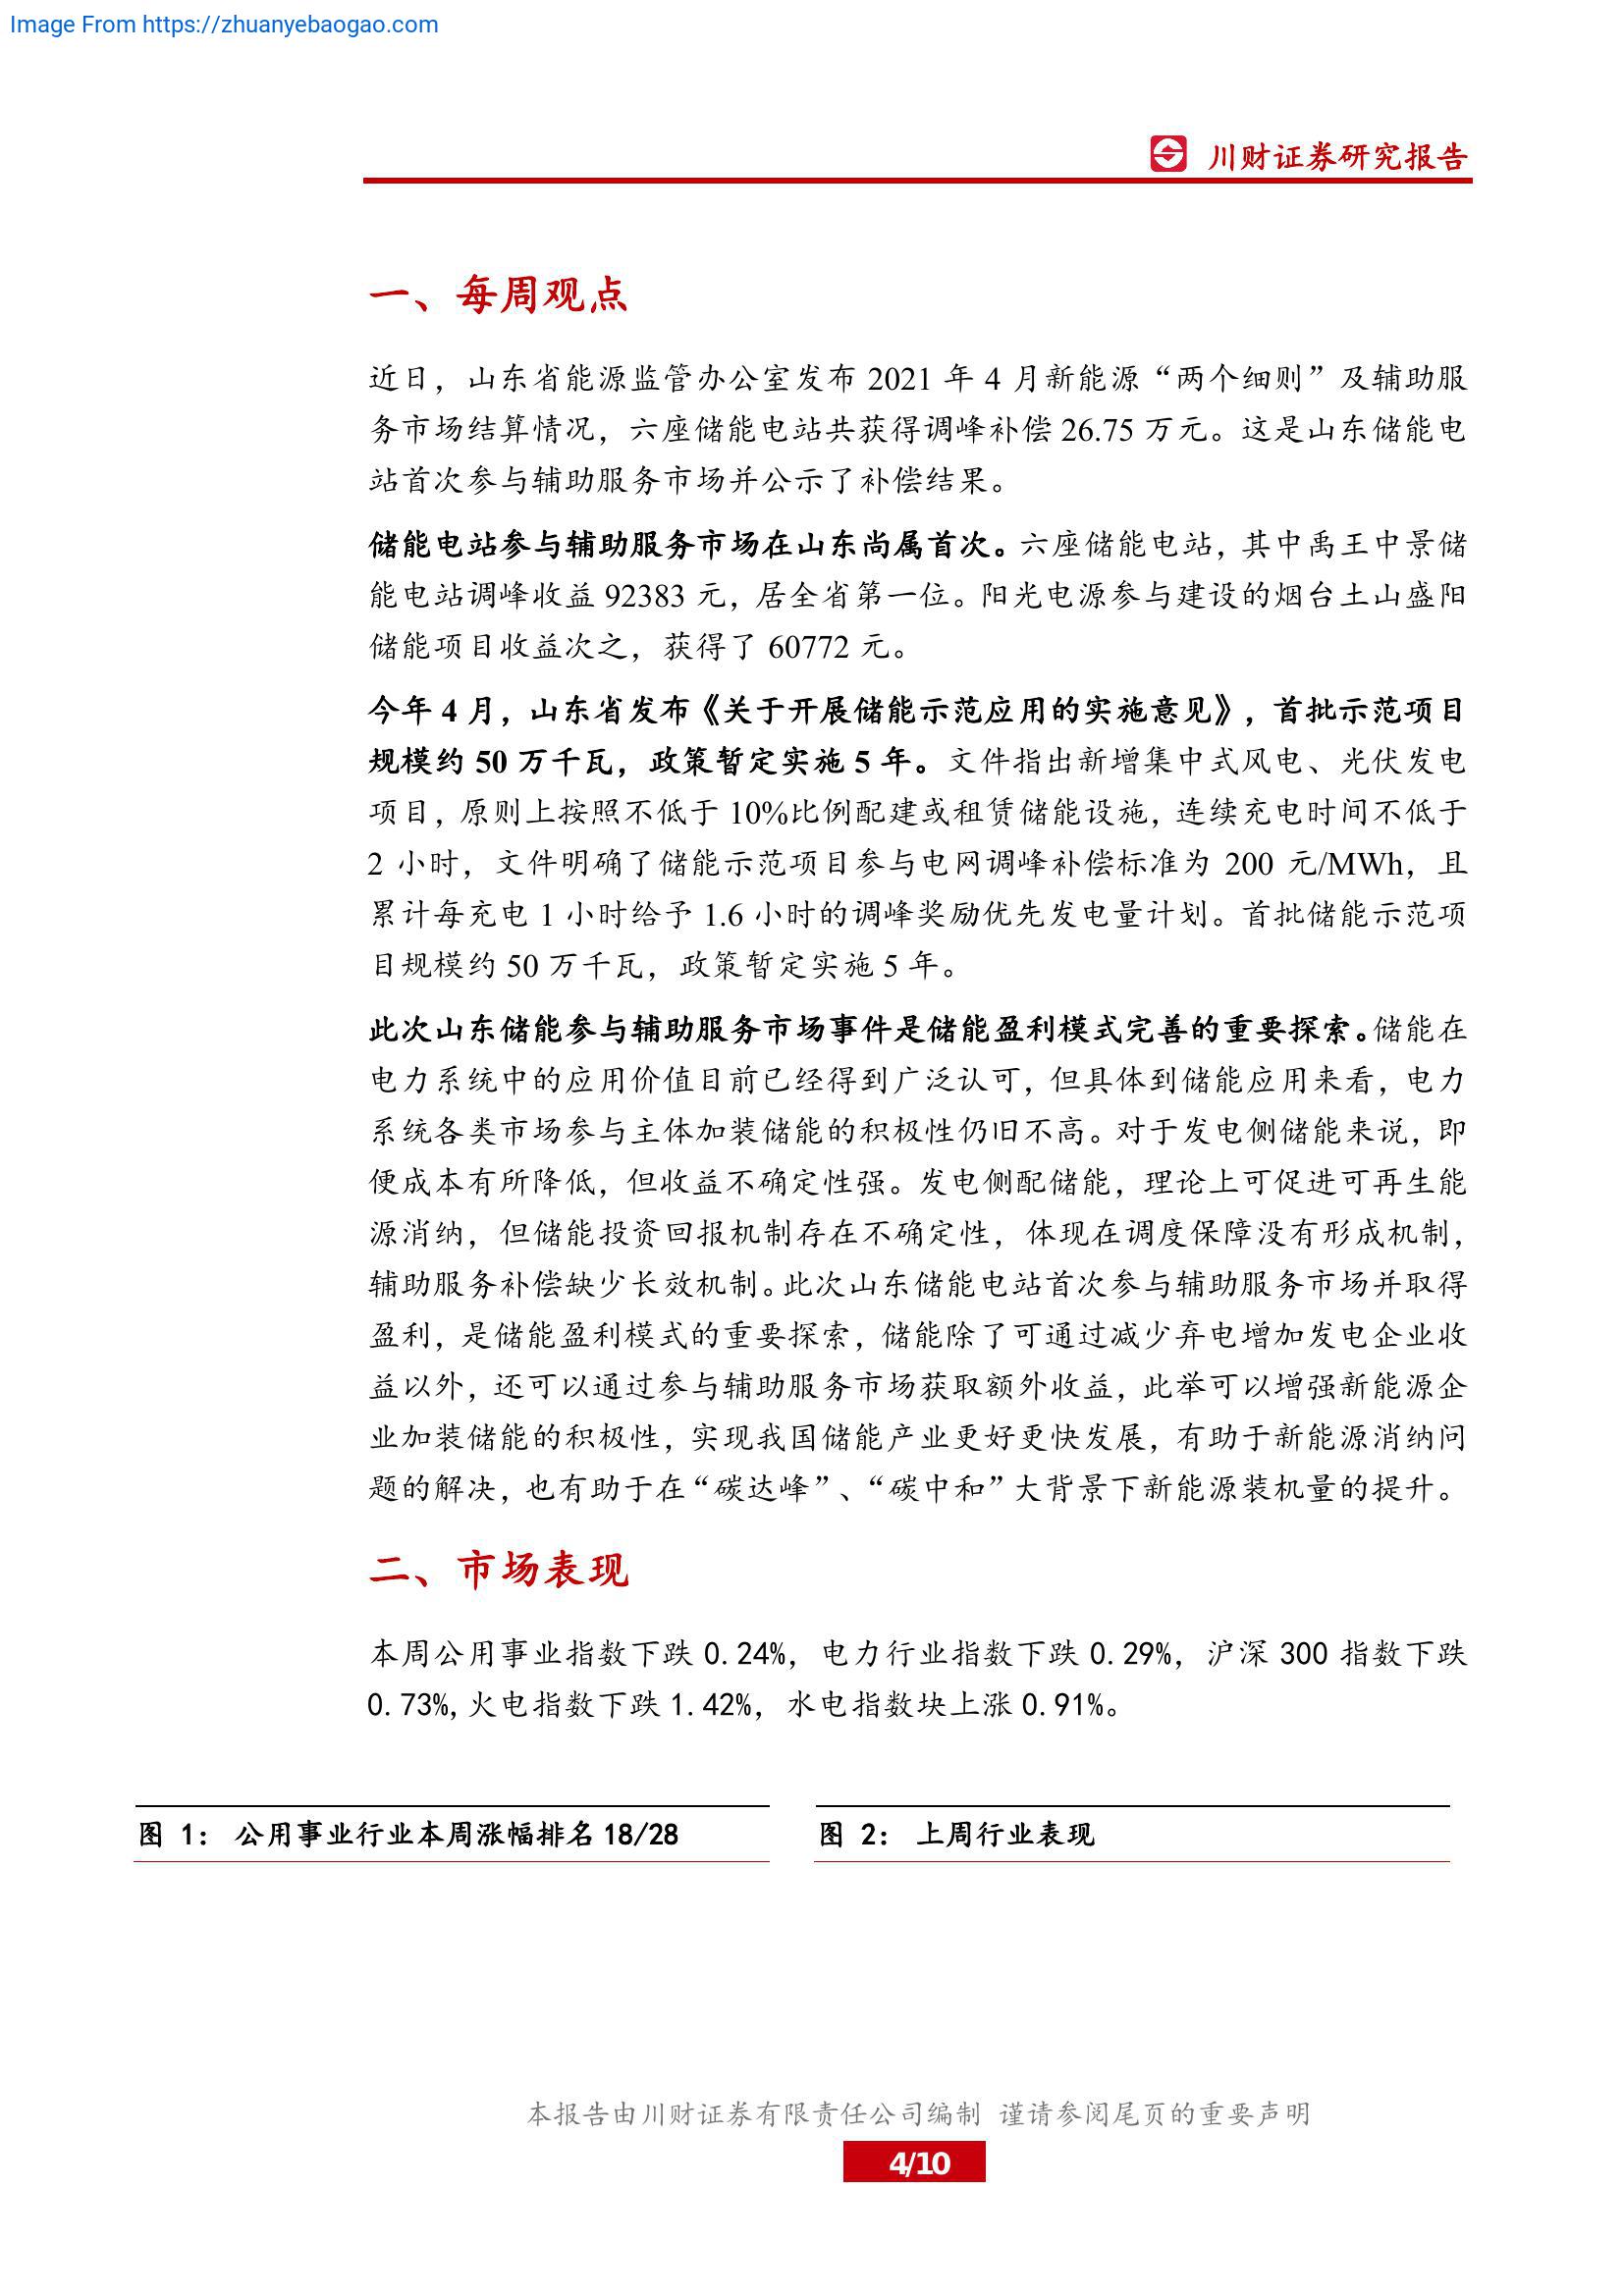 Image From https://zhuanyebaogao.com
川财证券研究报告
一、每周观点
近日，山东省能源监管办公室发布 2021 年 4 月新能源“两个细则”及辅助服
务市场结算情况，六座储能电站共获得调峰补偿 26.75 万元。这是山东储能电
站首次参与辅助服务市场并公示了补偿结果。
储能电站参与辅助服务市场在山东尚属首次。六座储能电站，其中禹王中景储
能电站调峰收益 92383 元，居全省第一位。阳光电源参与建设的烟台土山盛阳
储能项目收益次之，获得了 60772 元。
今年 4 月，山东省发布《关于开展储能示范应用的实施意见》，首批示范项目
规模约 50 万千瓦，政策暂定实施 5 年。文件指出新增集中式风电、光伏发电
项目，原则上按照不低于 10%比例配建或租赁储能设施，连续充电时间不低于
2 小时，文件明确了储能示范项目参与电网调峰补偿标准为 200 元/MWh，且
累计每充电 1 小时给予 1.6 小时的调峰奖励优先发电量计划。首批储能示范项
目规模约 50 万千瓦，政策暂定实施 5 年。
此次山东储能参与辅助服务市场事件是储能盈利模式完善的重要探索。储能在
电力系统中的应用价值目前已经得到广泛认可，但具体到储能应用来看，电力
系统各类市场参与主体加装储能的积极性仍旧不高。对于发电侧储能来说，即
便成本有所降低，但收益不确定性强。发电侧配储能，理论上可促进可再生能
源消纳，但储能投资回报机制存在不确定性，体现在调度保障没有形成机制，
辅助服务补偿缺少长效机制。此次山东储能电站首次参与辅助服务市场并取得
盈利，是储能盈利模式的重要探索，储能除了可通过减少弃电增加发电企业收
益以外，还可以通过参与辅助服务市场获取额外收益，此举可以增强新能源企
业加装储能的积极性，实现我国储能产业更好更快发展，有助于新能源消纳问
题的解决，也有助于在“碳达峰”、“碳中和”大背景下新能源装机量的提升。
二、市场表现
本周公用事业指数下跌 0.24%，电力行业指数下跌 0.29%，沪深 300 指数下跌
0.73%,火电指数下跌 1.42%，水电指数块上涨 0.91%。
图 1： 公用事业行业本周涨幅排名 18/28
图 2： 上周行业表现
本报告由川财证券有限责任公司编制 谨请参阅尾页的重要声明
4/10